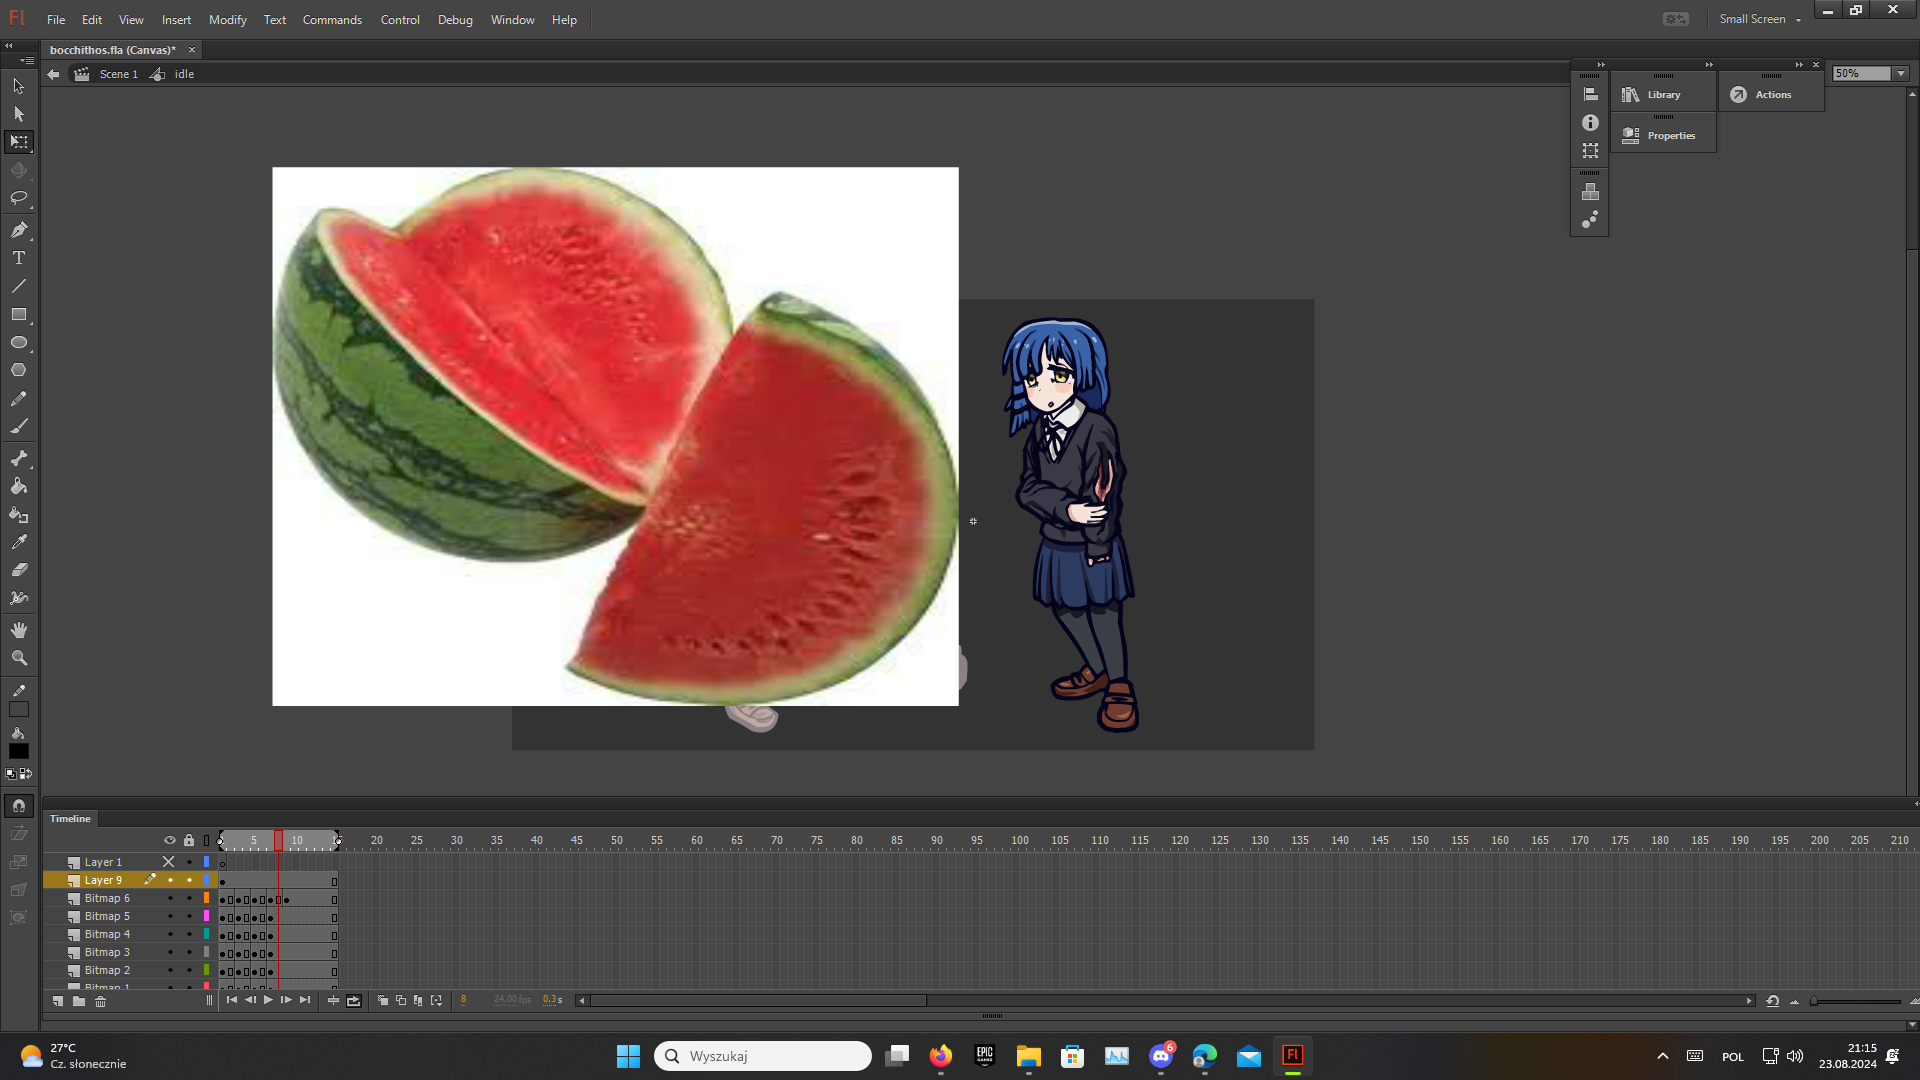 Fl File Edit View Insert Modify Text Commands Control Debug Window Help Small Screen
bocchithos.fla (Canvas)*
Scene 1 idle 50%
Library Actions
Properties
T
Timeline
5 10 15 20 25 30 35 40 45 50 55 60 65 70 75 80 85 90 95 100 105 110 115 120 125 130 135 140 145 150 155 160 165 170 175 180 185 190 195 200 205 210
Layer 1
Layer 9
Bitmap 6
Bitmap 5
Bitmap 4
Bitmap 3
Bitmap 2
Bitmap 1
8 24.00 fps 0.3 s
27°C
Cz. słonecznie
Wyszukaj
EPIC GAMES
6
Fl
POL
21:15
23.08.2024